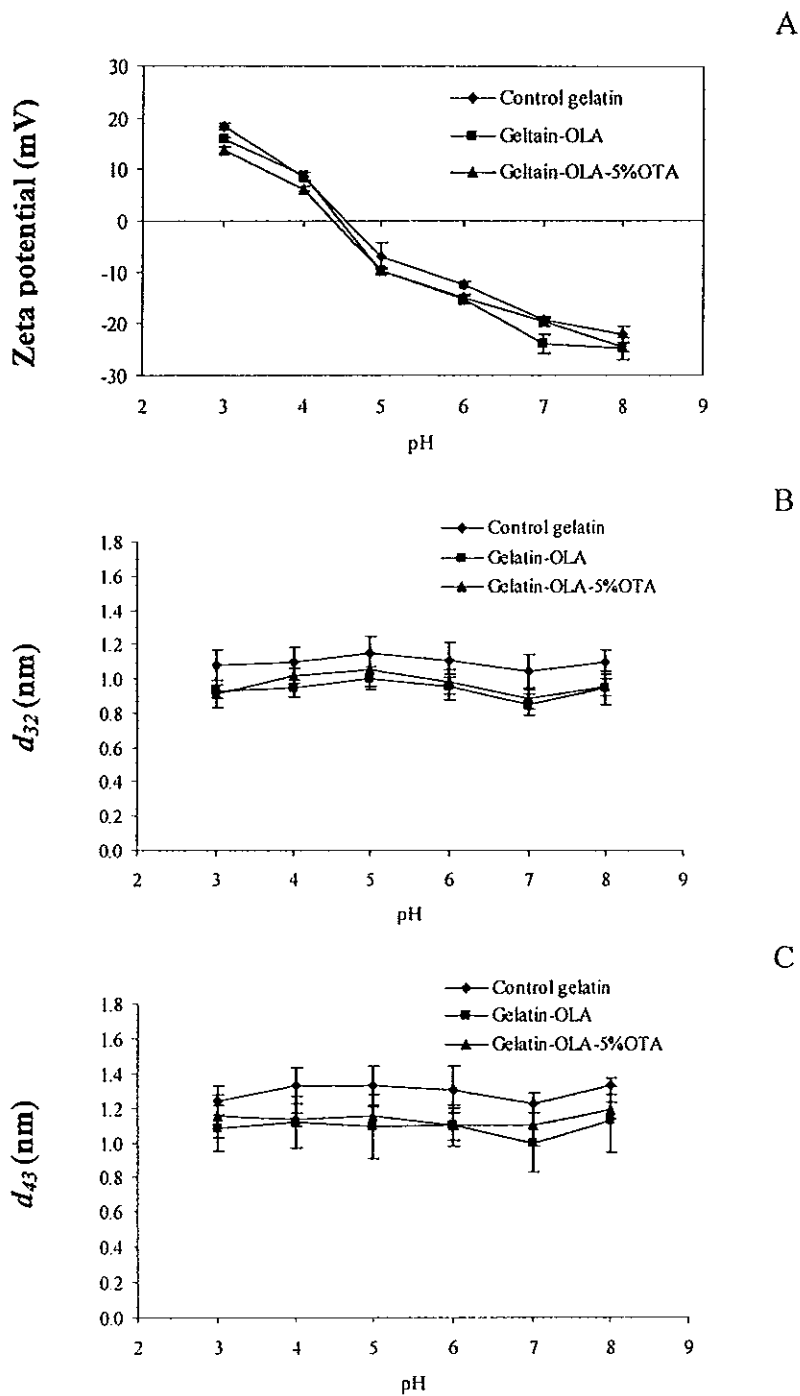 A
Zeta potential (mV)
30
20
10
0
-10
-20
-30
Control gelatin
Geltain-OLA
Geltain-OLA-5%OTA
2 3 4 5 6 7 8 9
pH
B
d32 (nm)
1.8
1.6
1.4
1.2
1.0
0.8
0.6
0.4
0.2
0.0
Control gelatin
Gelatin-OLA
Gelatin-OLA-5%OTA
2 3 4 5 6 7 8 9
pH
C
d43 (nm)
1.8
1.6
1.4
1.2
1.0
0.8
0.6
0.4
0.2
0.0
Control gelatin
Gelatin-OLA
Gelatin-OLA-5%OTA
2 3 4 5 6 7 8 9
pH